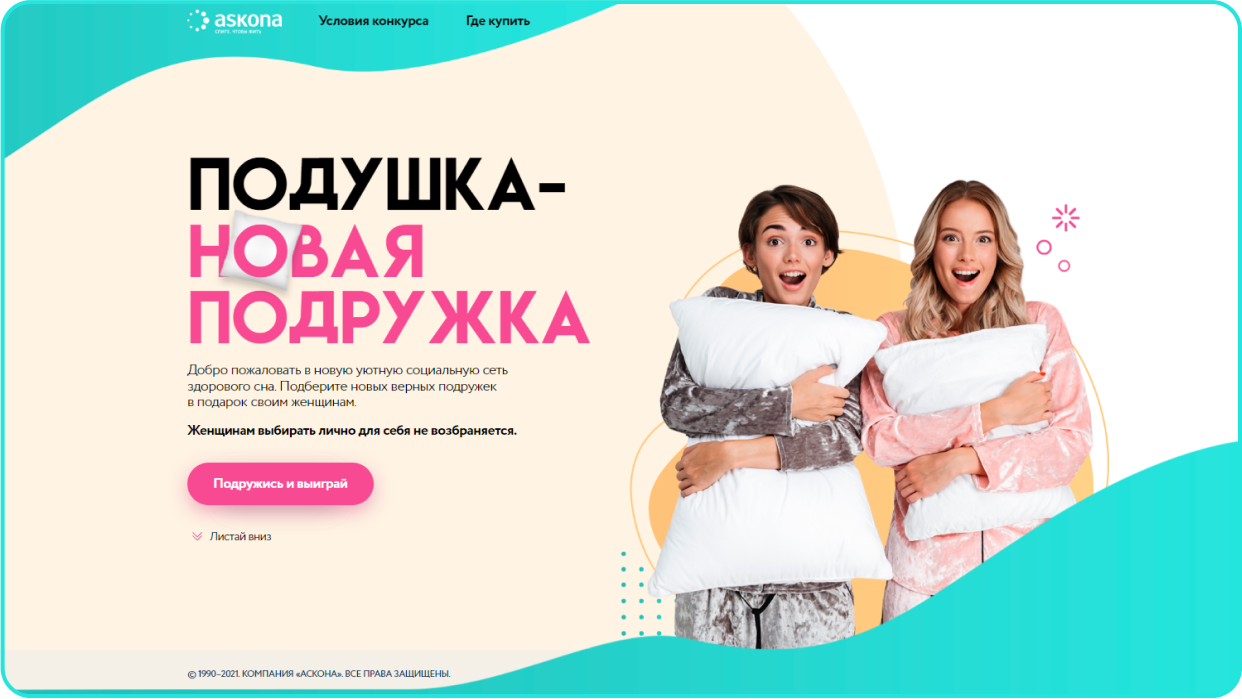 askona
спите, чтобы жить
Условия конкурса
Где купить
ПОДУШКА-
НОВАЯ
ПОДРУЖКА
Добро пожаловать в новую уютную социальную сеть
здорового сна. Подберите новых верных подружек
в подарок своим женщинам.
Женщинам выбирать лично для себя не возбраняется.
Подружись и выиграй
Листай вниз
© 1990-2021. КОМПАНИЯ «АСКОНА». ВСЕ ПРАВА ЗАЩИЩЕНЫ.